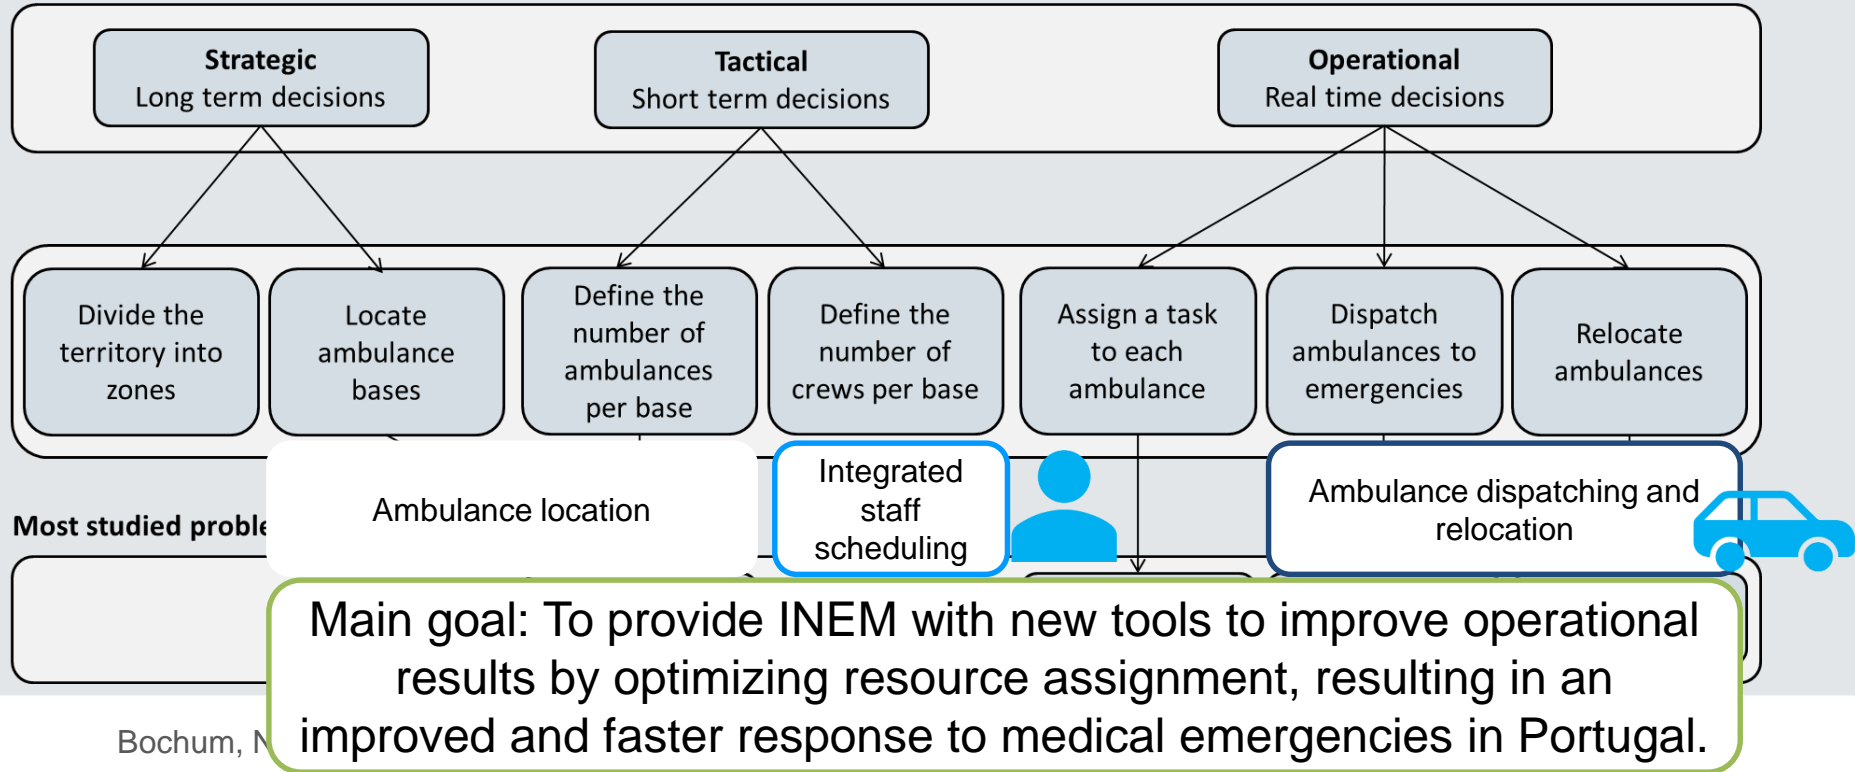 Strategic
Long term decisions
Tactical
Short term decisions
Operational
Real time decisions
Divide the
territory into
zones
Locate
ambulance
bases
Define the
number of
ambulances
per base
Define the
number of
crews per base
Assign a task
to each
ambulance
Dispatch
ambulances to
emergencies
Relocate
ambulances
Most studied
Ambulance location
Integrated
staff
scheduling
Ambulance dispatching and
relocation
Main goal: To provide INEM with new tools to improve operational
results by optimizing resource assignment, resulting in an
improved and faster response to medical emergencies in Portugal.
Bochum,